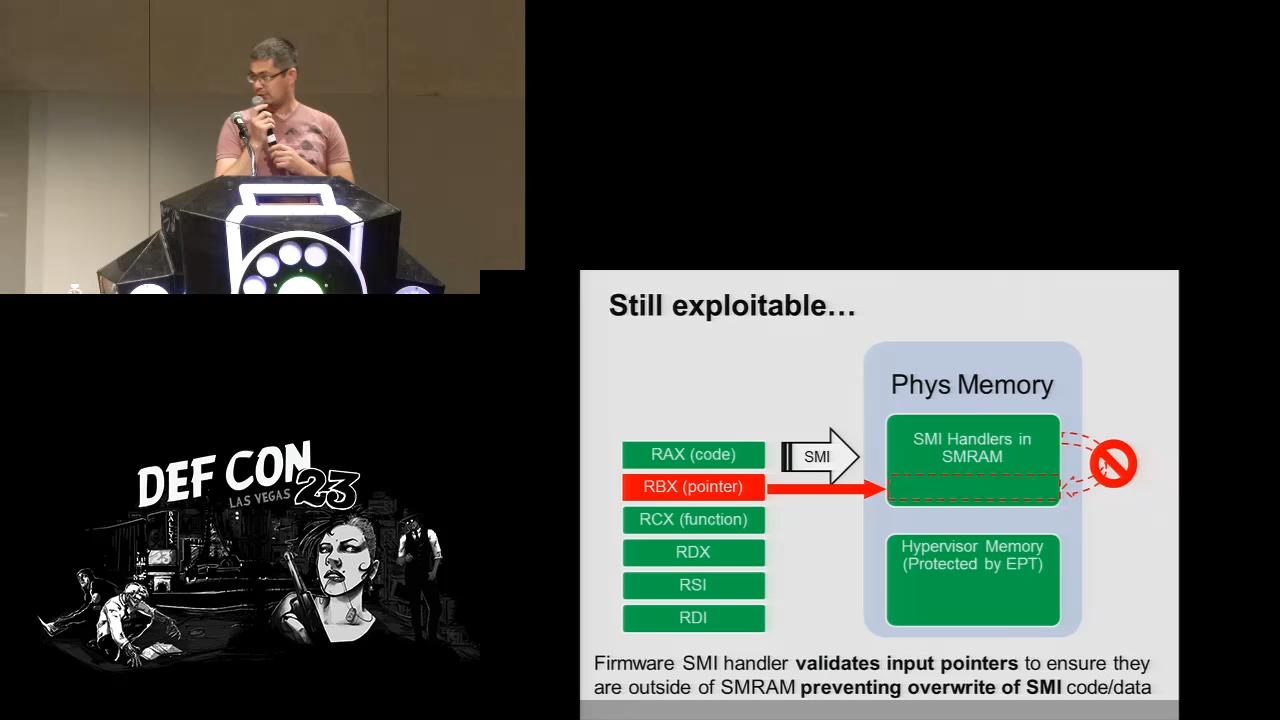 Still exploitable…
Phys Memory
SMI Handlers in
SMRAM
SMI
RAX (code)
RBX (pointer)
RCX (function)
RDX
RSI
RDI
Hypervisor Memory
(Protected by EPT)
Firmware SMI handler validates input pointers to ensure they
are outside of SMRAM preventing overwrite of SMI code/data
DEF CON
LAS VEGAS 23
BALLYS
23